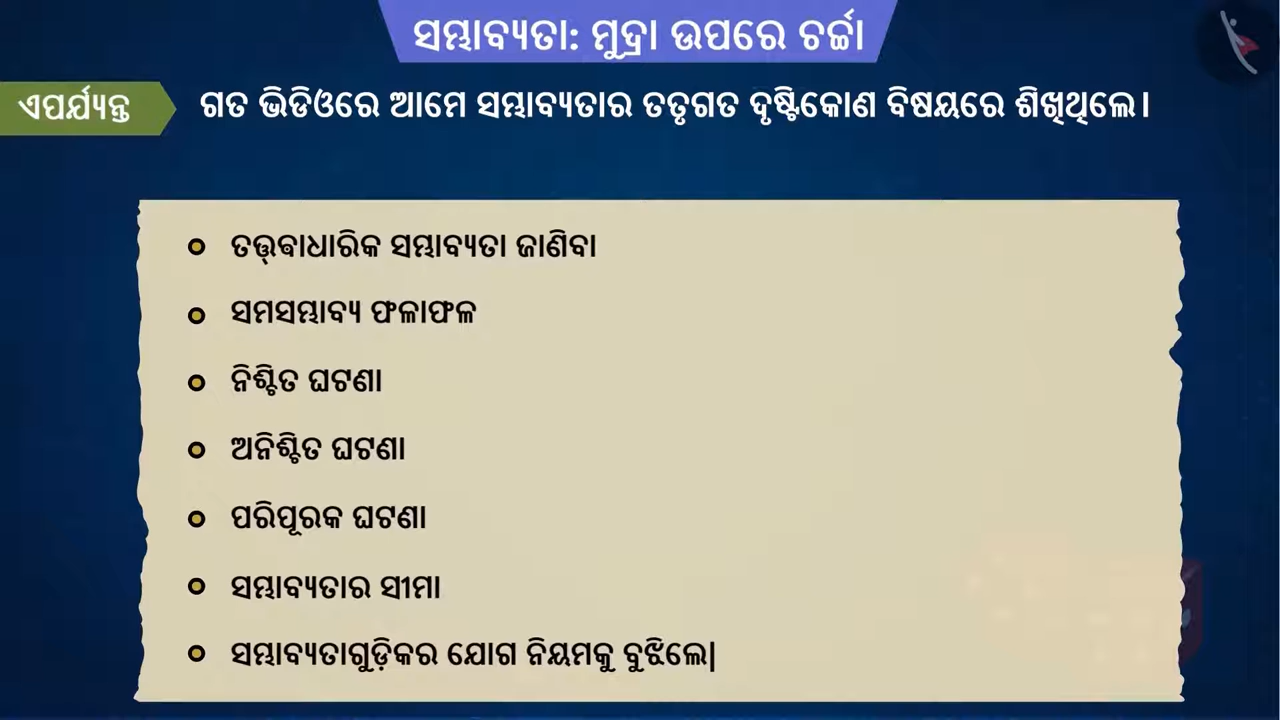 ସମ୍ଭାବ୍ୟତା: ମୁଦ୍ରା ଉପରେ ଚର୍ଚ୍ଚା
ଏପର୍ଯ୍ୟନ୍ତ
ଗତ ଭିଡିଓରେ ଆମେ ସମ୍ଭାବ୍ୟତାର ତତ୍ୱଗତ ଦୃଷ୍ଟିକୋଣ ବିଷୟରେ ଶିଖିଥିଲେ।
ତତ୍ତ୍ୱାଧାରିକ ସମ୍ଭାବ୍ୟତା ଜାଣିବା
ସମସମ୍ଭାବ୍ୟ ଫଳାଫଳ
ନିଶ୍ଚିତ ଘଟଣା
ଅନିଶ୍ଚିତ ଘଟଣା
ପରିପୂରକ ଘଟଣା
ସମ୍ଭାବ୍ୟତାର ସୀମା
ସମ୍ଭାବ୍ୟତାଗୁଡ଼ିକର ଯୋଗ ନିୟମକୁ ବୁଝିଲେ|